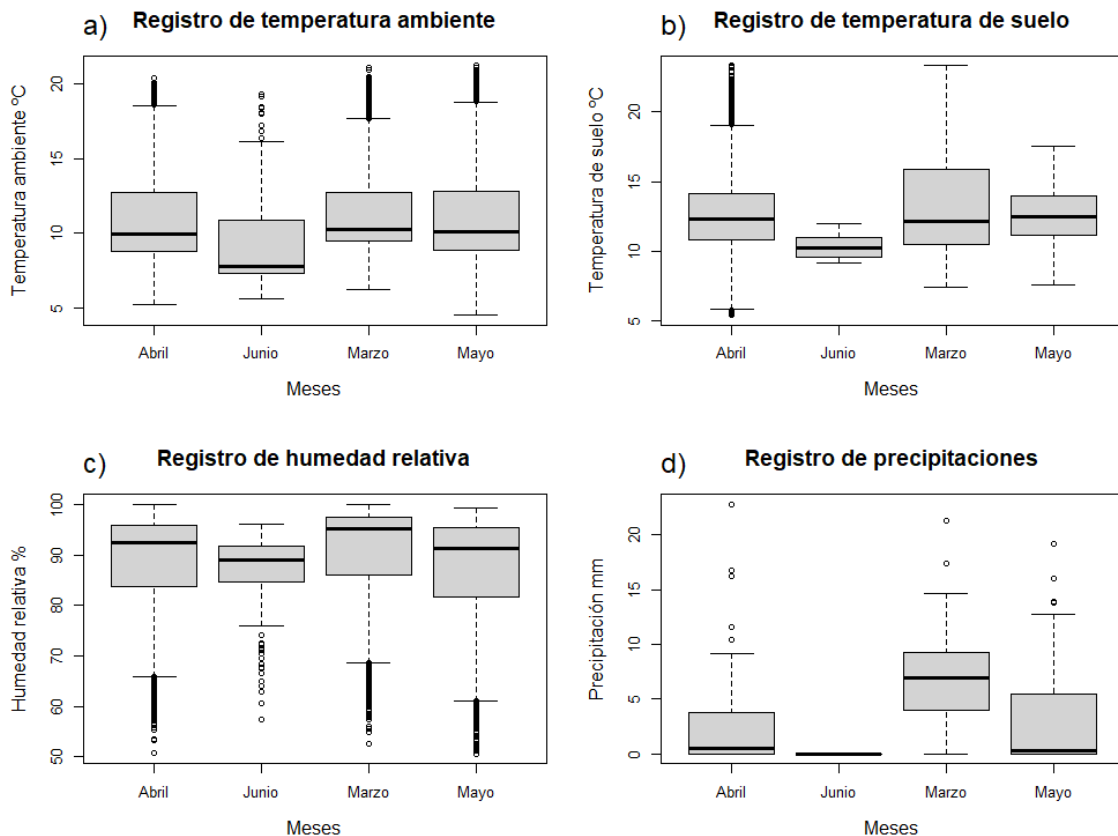 a) Registro de temperatura ambiente
Temperatura ambiente ºC
20
15
10
5
Abril Junio Marzo Mayo
Meses
b) Registro de temperatura de suelo
Temperatura de suelo ºC
20
15
10
5
Abril Junio Marzo Mayo
Meses
c) Registro de humedad relativa
Humedad relativa %
100
90
80
70
60
50
Abril Junio Marzo Mayo
Meses
d) Registro de precipitaciones
Precipitación mm
20
15
10
5
0
Abril Junio Marzo Mayo
Meses